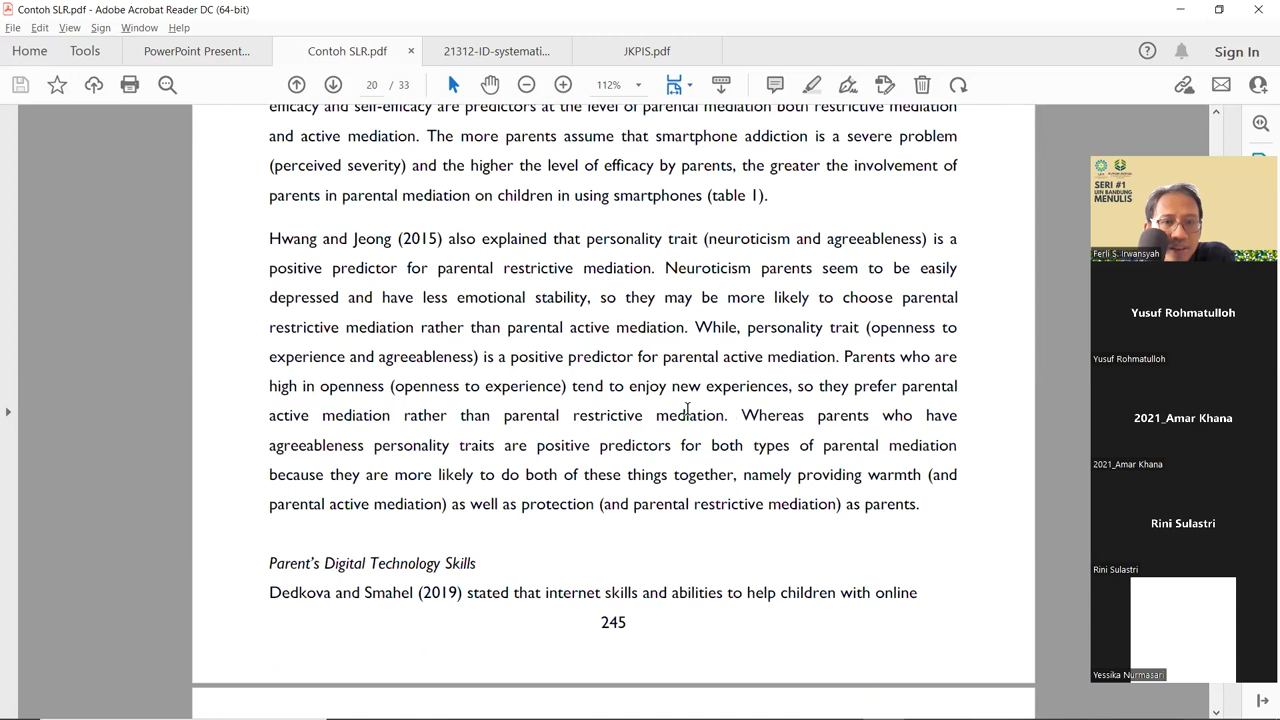 Contoh SLR.pdf - Adobe Acrobat Reader DC (64-bit)
File Edit View Sign Window Help
Home Tools PowerPoint Present... Contoh SLR.pdf × 21312-ID-systemati... JKPIS.pdf Sign In
20 / 33 112%
efficacy and self-efficacy are predictors at the level of parental mediation both restrictive mediation
and active mediation. The more parents assume that smartphone addiction is a severe problem
(perceived severity) and the higher the level of efficacy by parents, the greater the involvement of
parents in parental mediation on children in using smartphones (table 1).
Hwang and Jeong (2015) also explained that personality trait (neuroticism and agreeableness) is a
positive predictor for parental restrictive mediation. Neuroticism parents seem to be easily
depressed and have less emotional stability, so they may be more likely to choose parental
restrictive mediation rather than parental active mediation. While, personality trait (openness to
experience and agreeableness) is a positive predictor for parental active mediation. Parents who are
high in openness (openness to experience) tend to enjoy new experiences, so they prefer parental
active mediation rather than parental restrictive mediation. Whereas parents who have
agreeableness personality traits are positive predictors for both types of parental mediation
because they are more likely to do both of these things together, namely providing warmth (and
parental active mediation) as well as protection (and parental restrictive mediation) as parents.
Parent's Digital Technology Skills
Dedkova and Smahel (2019) stated that internet skills and abilities to help children with online
245
SERI #1
UIN BANDUNG
MENULIS
Ferli S. Irwansyah
Yusuf Rohmatulloh
Yusuf Rohmatulloh
2021_Amar Khana
2021_Amar Khana
Rini Sulastri
Rini Sulastri
Yessika Nurmasari